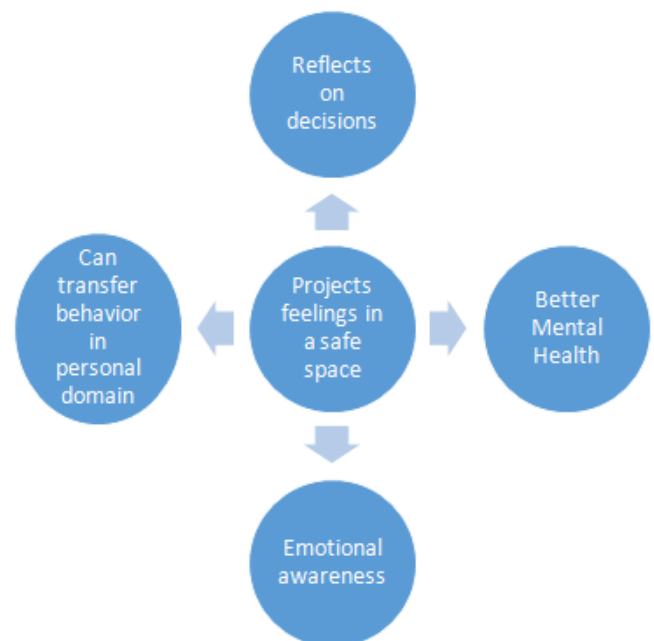 Reflects
on
decisions
Can
transfer
behavior
in
personal
domain
Projects
feelings in
a safe
space
Better
Mental
Health
Emotional
awareness